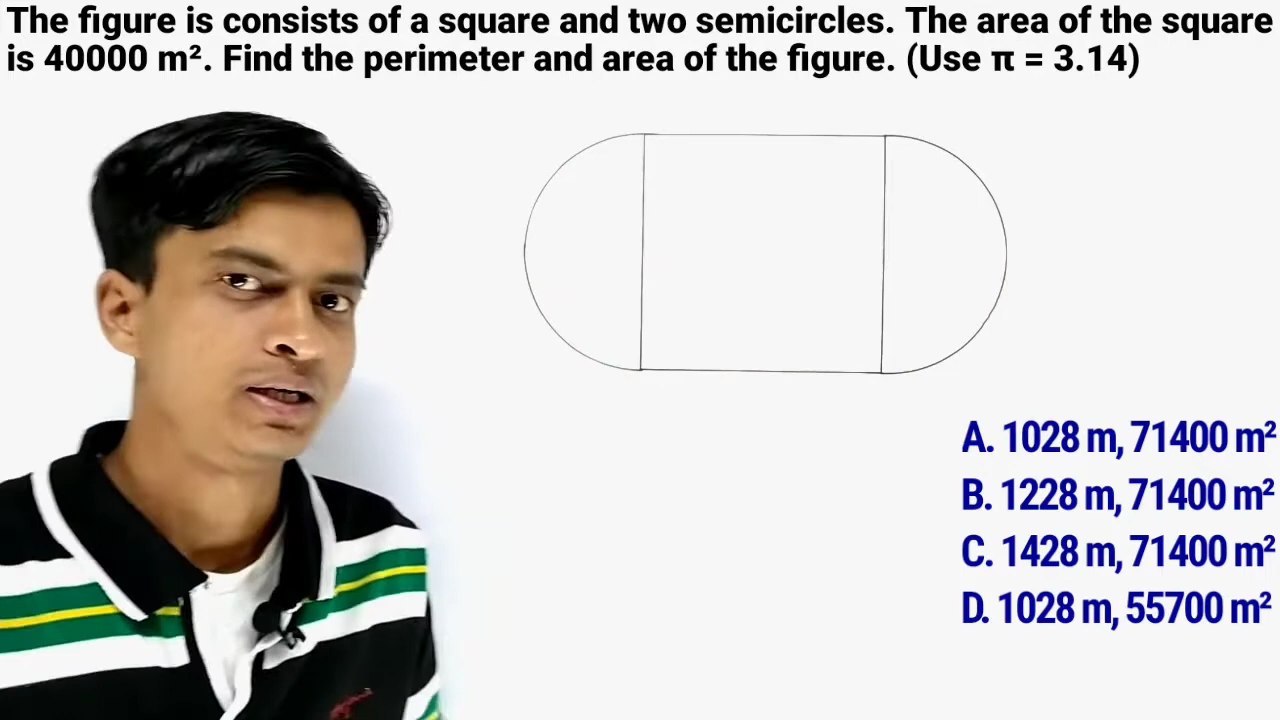 The figure is consists of a square and two semicircles. The area of the square
is 40000 m². Find the perimeter and area of the figure. (Use π = 3.14)
A. 1028 m, 71400 m²
B. 1228 m, 71400 m²
C. 1428 m, 71400 m²
D. 1028 m, 55700 m²